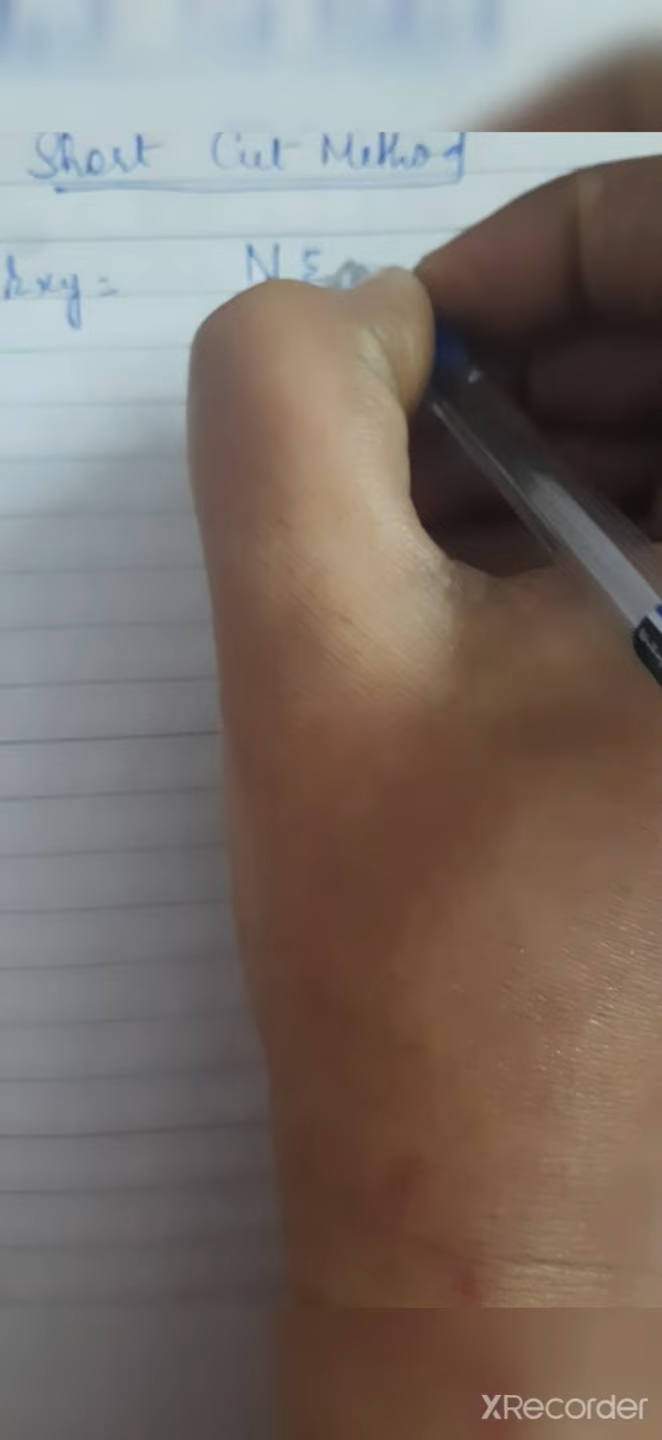 Short Cut Method
rxy = N Σ
XRecorder